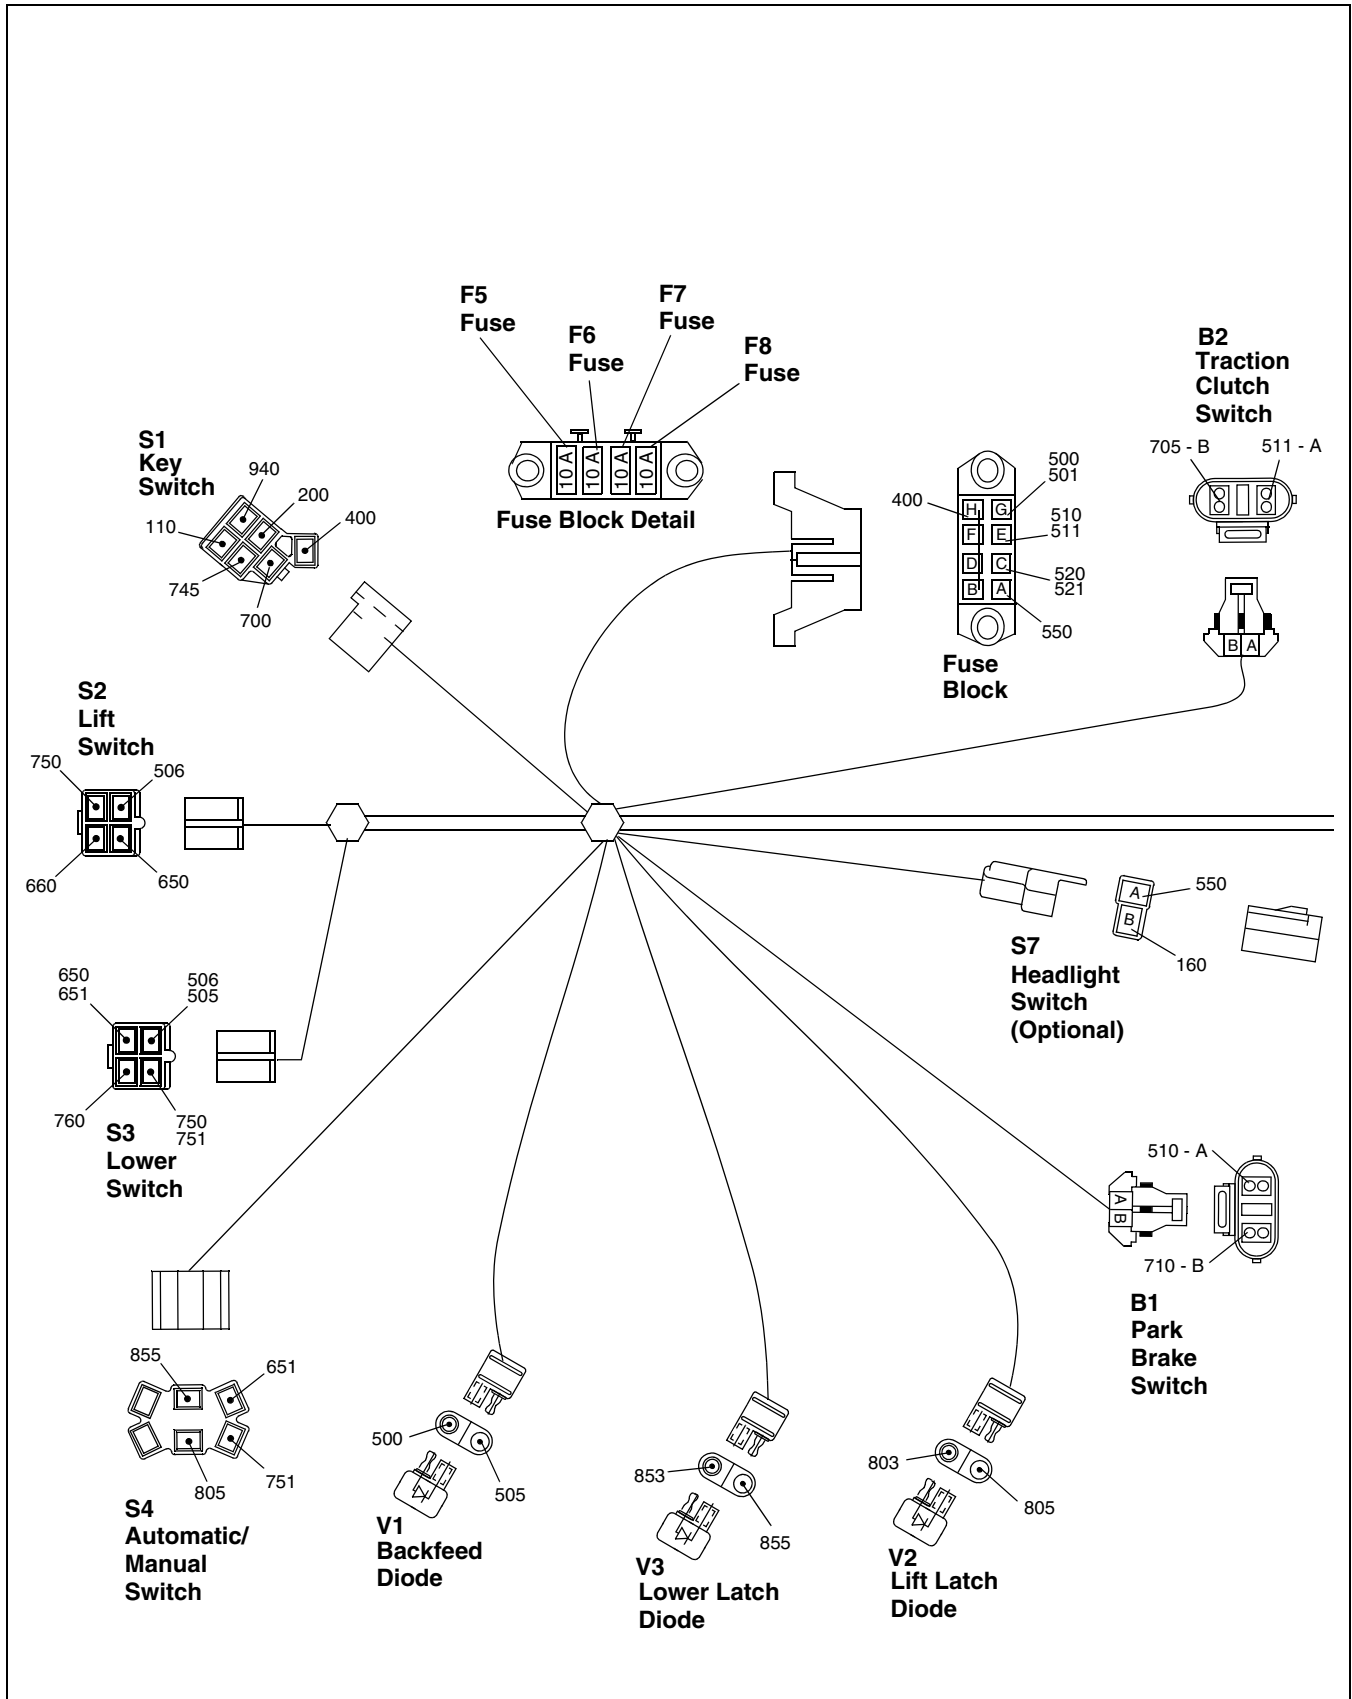 F5
Fuse
F6
Fuse
F7
Fuse
F8
Fuse
10 A
10 A
10 A
10 A
Fuse Block Detail
S1
Key
Switch
940
200
400
110
745
700
400
500
501
510
511
520
521
550
H
G
F
E
D
C
B
A
Fuse
Block
B2
Traction
Clutch
Switch
705 - B
511 - A
B
A
S2
Lift
Switch
750
506
660
650
650
651
506
505
760
750
751
S3
Lower
Switch
A
B
550
160
S7
Headlight
Switch
(Optional)
510 - A
A
B
710 - B
B1
Park
Brake
Switch
855
651
805
751
S4
Automatic/
Manual
Switch
500
505
V1
Backfeed
Diode
853
855
V3
Lower Latch
Diode
803
805
V2
Lift Latch
Diode